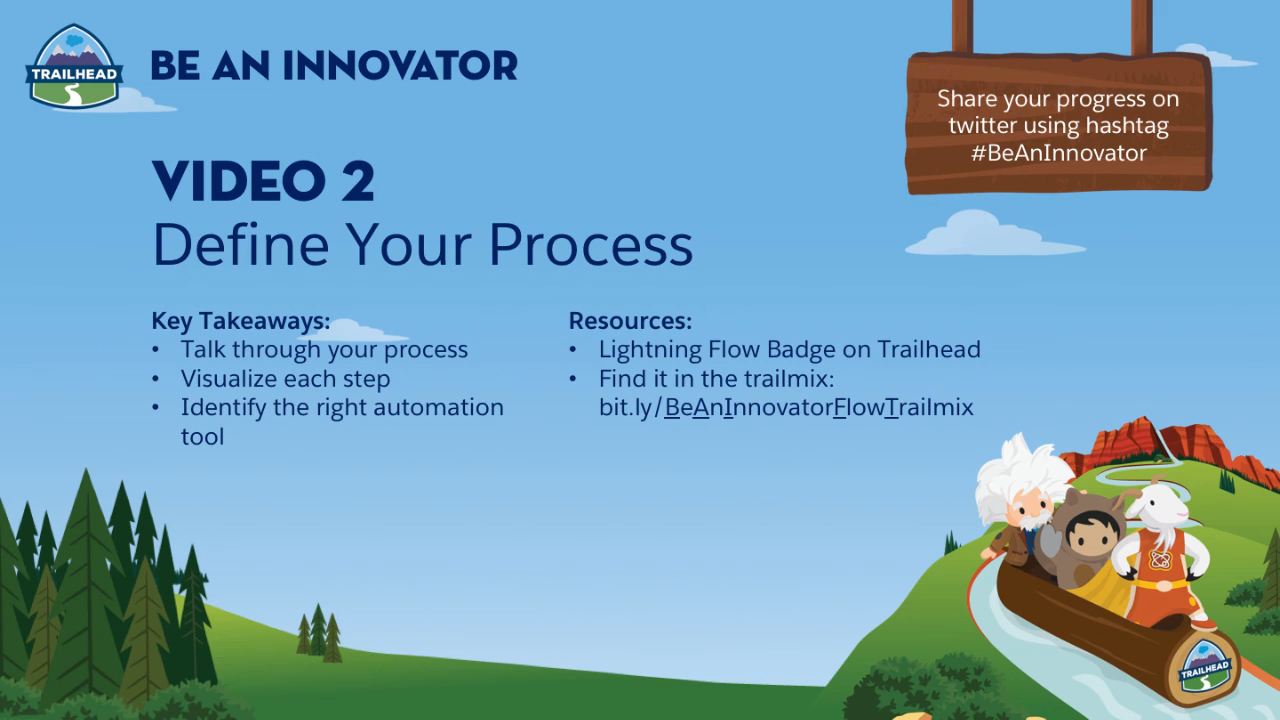 TRAILHEAD
BE AN INNOVATOR
Share your progress on
twitter using hashtag
#BeAnInnovator
VIDEO 2
Define Your Process
Key Takeaways:
• Talk through your process
• Visualize each step
• Identify the right automation
tool
Resources:
• Lightning Flow Badge on Trailhead
• Find it in the trailmix:
bit.ly/BeAnInnovatorFlowTrailmix
TRAILHEAD